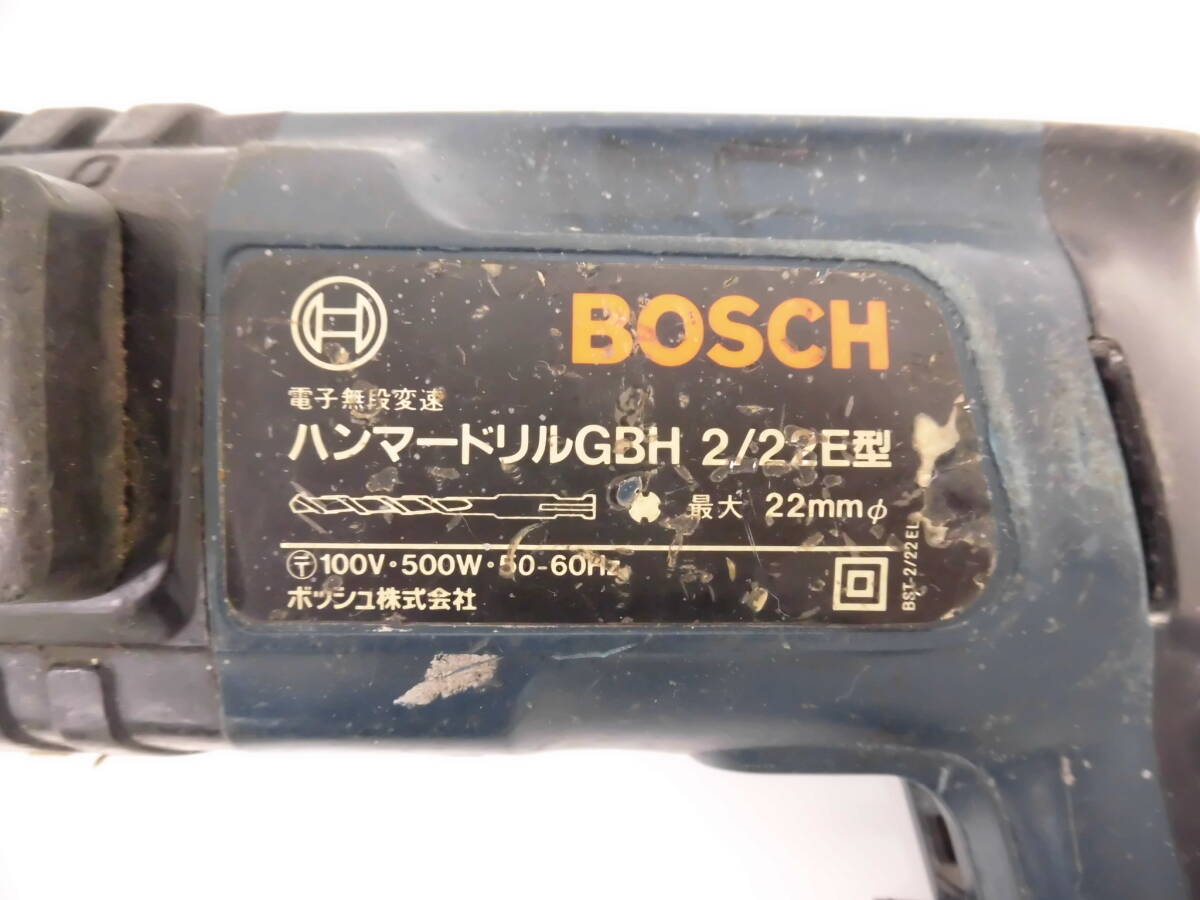 BOSCH
電子無段変速
ハンマードリルGBH 2/22E型
最大 22mmφ
〒100V・500W・50-60Hz
ボッシュ株式会社
BST-2/22 EL